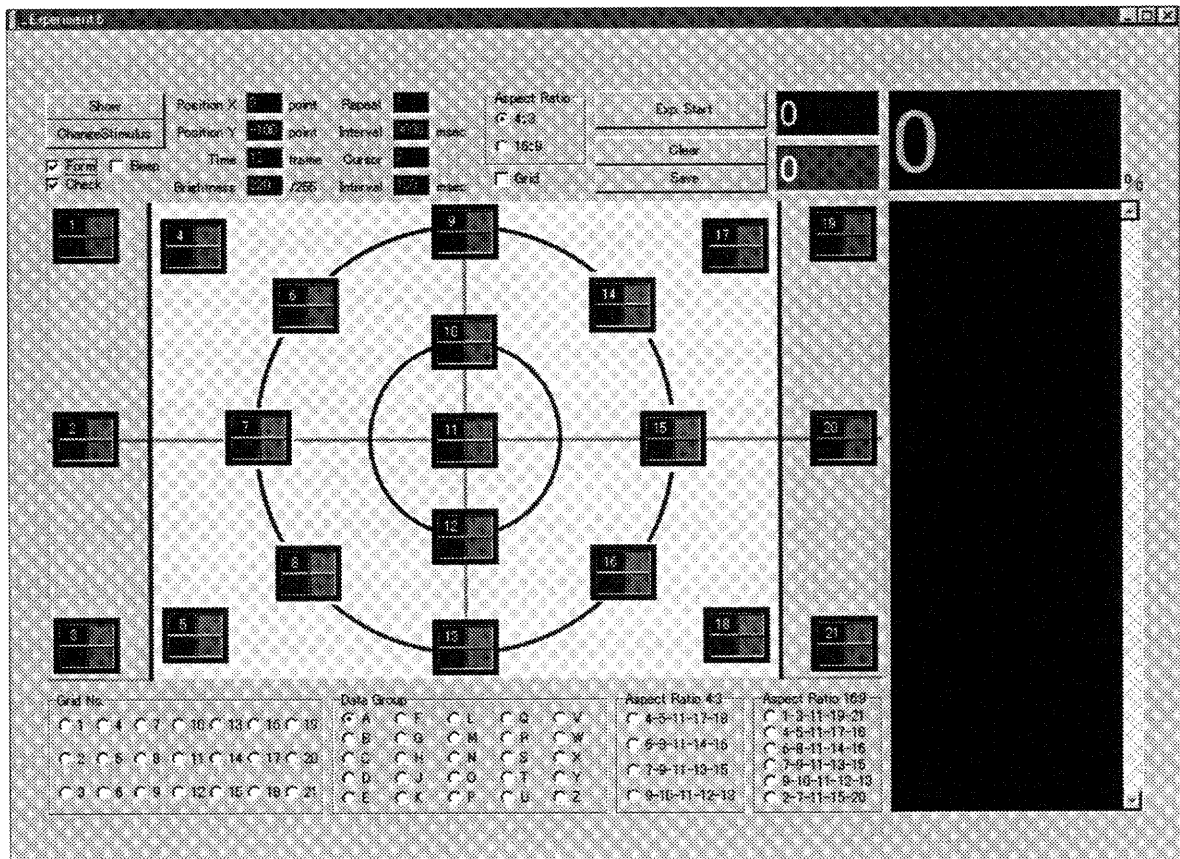 Experiment 6
Show Position X point Repeat Aspect Ratio Exp. Start 0 0
ChangeStimulus Position Y point Interval msec 4:3
Form Beep Time frame Cursor 16:9 Clear 0
Check Brightness /255 Interval msec Grid Save %
1 4 9 17 19
6 14
10
2 7 11 15 20
12
8 16
3 5 13 18 21
Grid No. Data Group Aspect Ratio 4:3 Aspect Ratio 16:9
1 4 7 10 13 16 19 A F L Q V 4-5-11-17-18 1-3-11-19-21
4-5-11-17-18
2 5 8 11 14 17 20 B G M R W 6-8-11-14-16
C H N S X 7-9-11-13-15
3 6 9 12 15 18 21 D J O T Y 7-9-11-13-15 9-10-11-12-13
E K P U Z 9-10-11-12-13 2-7-11-15-20